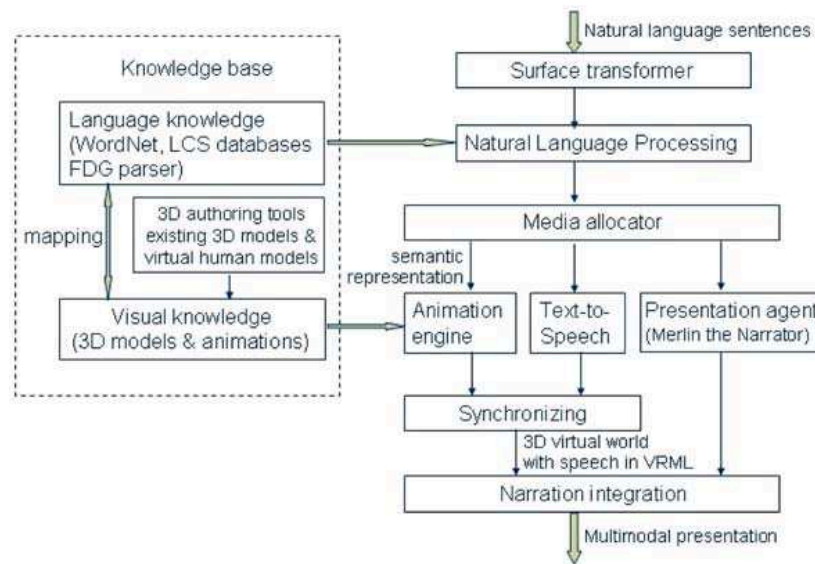 Natural language sentences
Surface transformer
Natural Language Processing
Media allocator
semantic
representation
Animation
engine
Text-to-
Speech
Presentation agent
(Merlin the Narrator)
Synchronizing
3D virtual world
with speech in VRML
Narration integration
Multimodal presentation
Knowledge base
Language knowledge
(WordNet, LCS databases
FDG parser)
mapping
3D authoring tools
existing 3D models &
virtual human models
Visual knowledge
(3D models & animations)